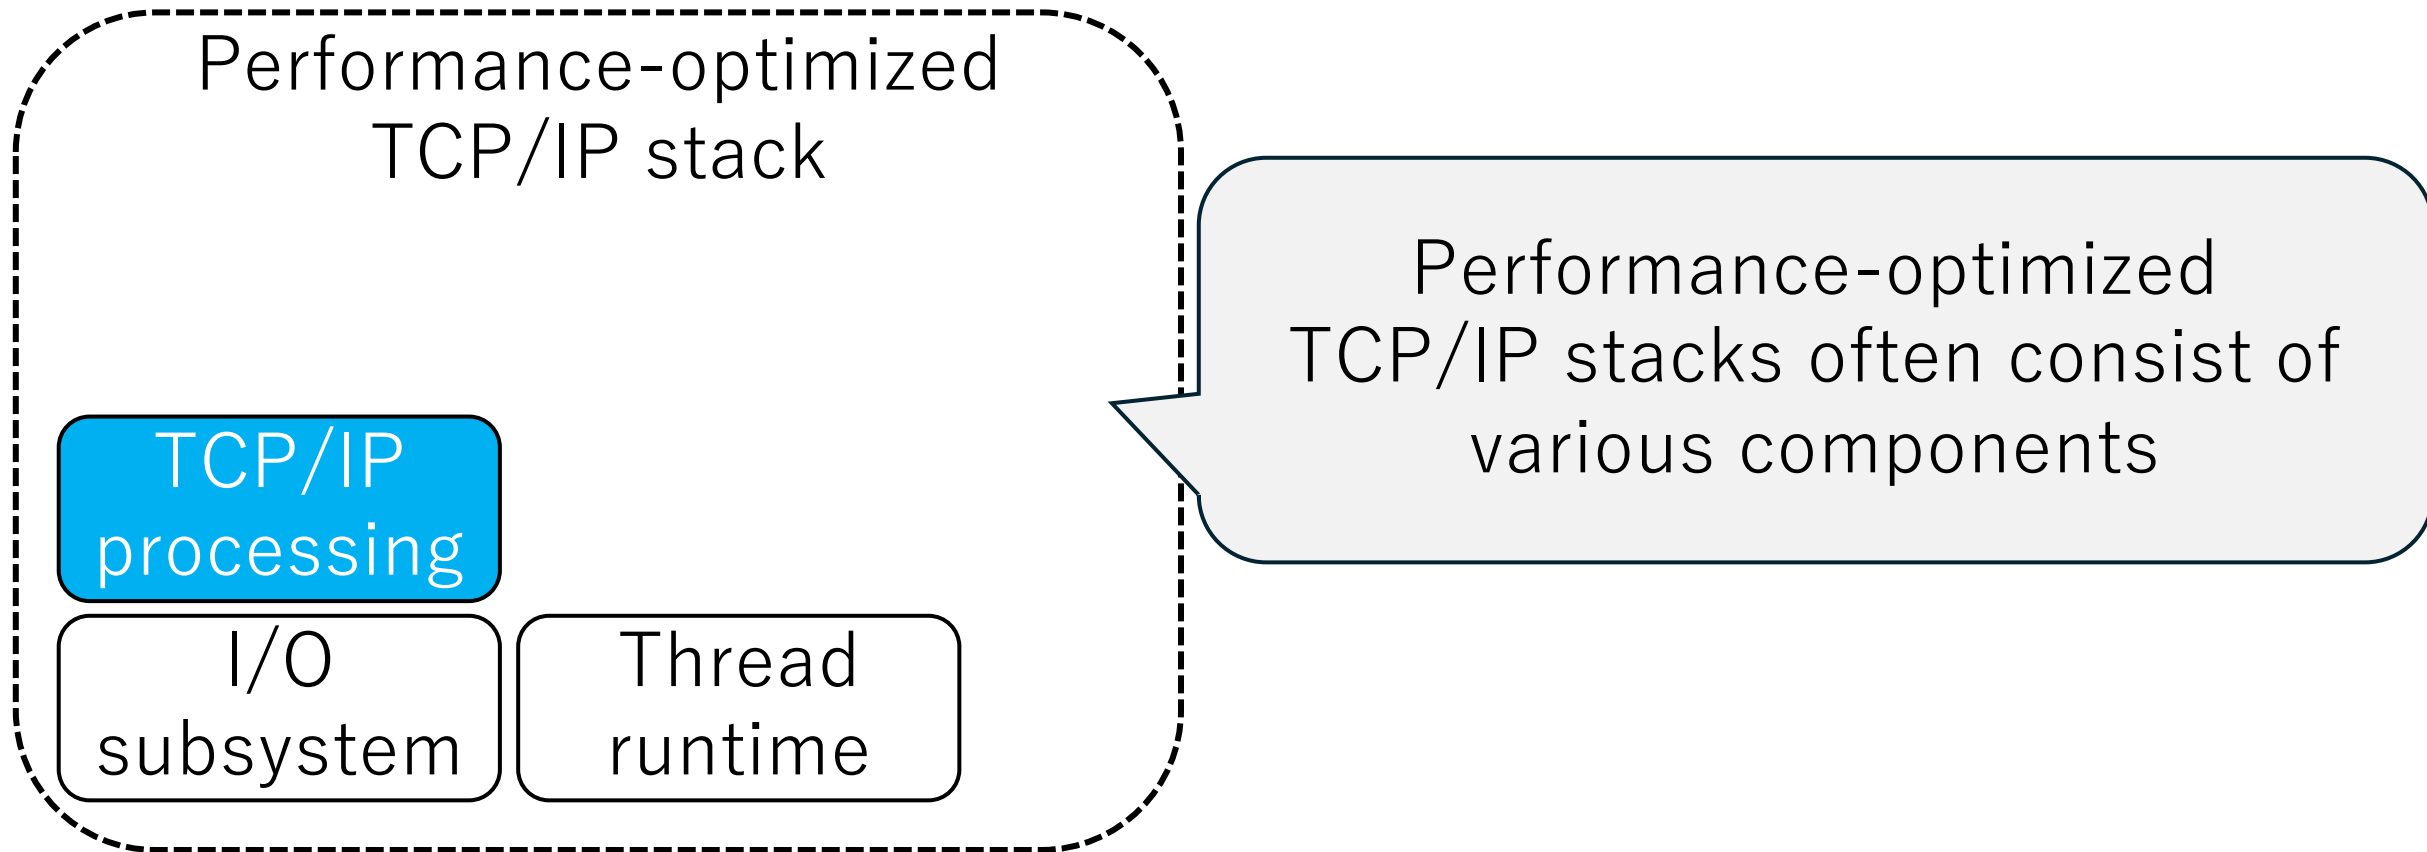 Performance-optimized
TCP/IP stack
Performance-optimized
TCP/IP stacks often consist of
various components
TCP/IP
processing
I/O
subsystem
Thread
runtime